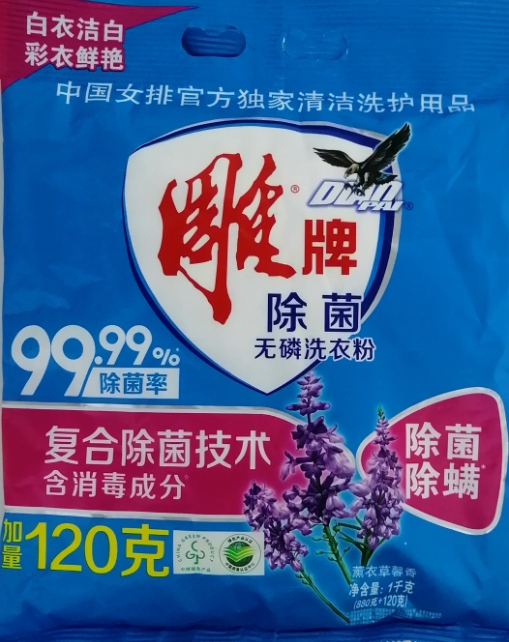 白衣洁白
彩衣鲜艳
中国女排官方独家清洁洗护用品
雕牌®
DIAO
PAI®
除菌
无磷洗衣粉
99.99%
除菌率
复合除菌技术
含消毒成分
除菌
除螨
加量120克
薰衣草馨香
净含量：1千克
(880克+120克)